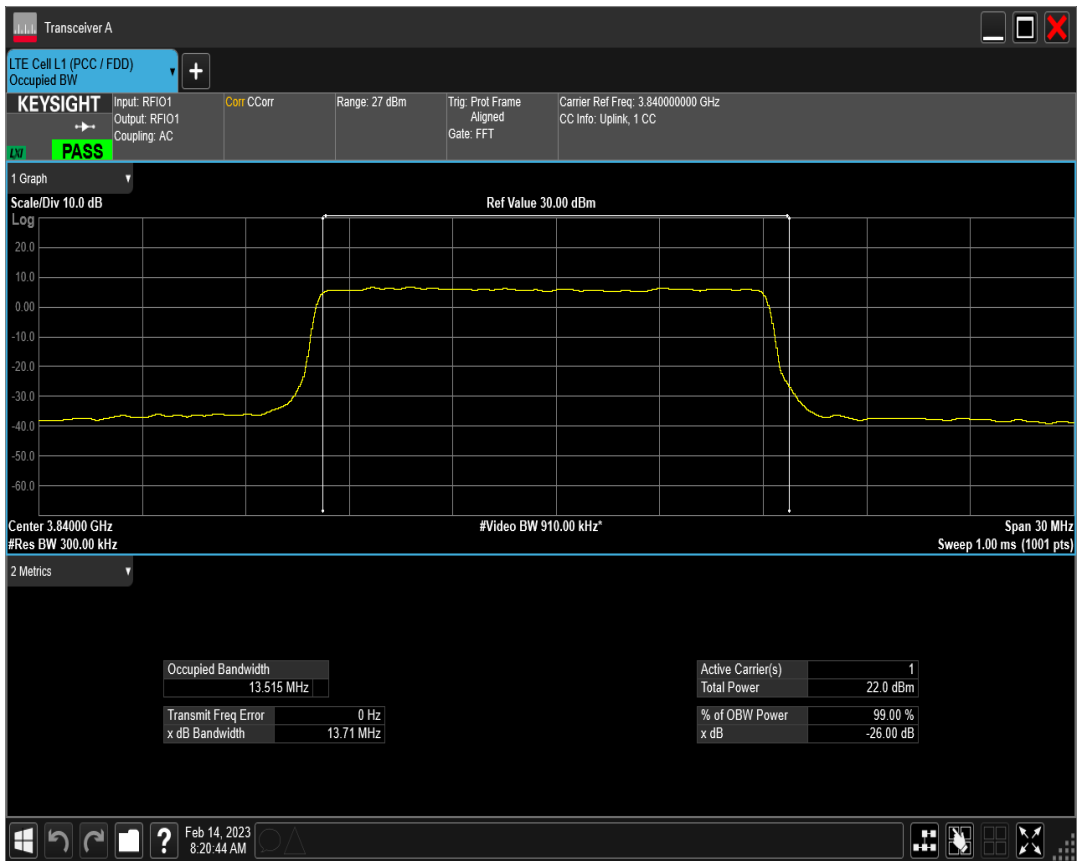 Transceiver A
LTE Cell L1 (PCC / FDD)
Occupied BW
+
KEYSIGHT
LXI
PASS
Input: RFIO1
Output: RFIO1
Coupling: AC
Corr CCorr
Range: 27 dBm
Trig: Prot Frame
Aligned
Gate: FFT
Carrier Ref Freq: 3.840000000 GHz
CC Info: Uplink, 1 CC
1 Graph
Scale/Div 10.0 dB
Ref Value 30.00 dBm
Log
20.0
10.0
0.00
-10.0
-20.0
-30.0
-40.0
-50.0
-60.0
Center 3.84000 GHz
#Video BW 910.00 kHz*
Span 30 MHz
#Res BW 300.00 kHz
Sweep 1.00 ms (1001 pts)
2 Metrics
Occupied Bandwidth
13.515 MHz
Transmit Freq Error 0 Hz
x dB Bandwidth 13.71 MHz
Active Carrier(s) 1
Total Power 22.0 dBm
% of OBW Power 99.00 %
x dB -26.00 dB
?
Feb 14, 2023
8:20:44 AM